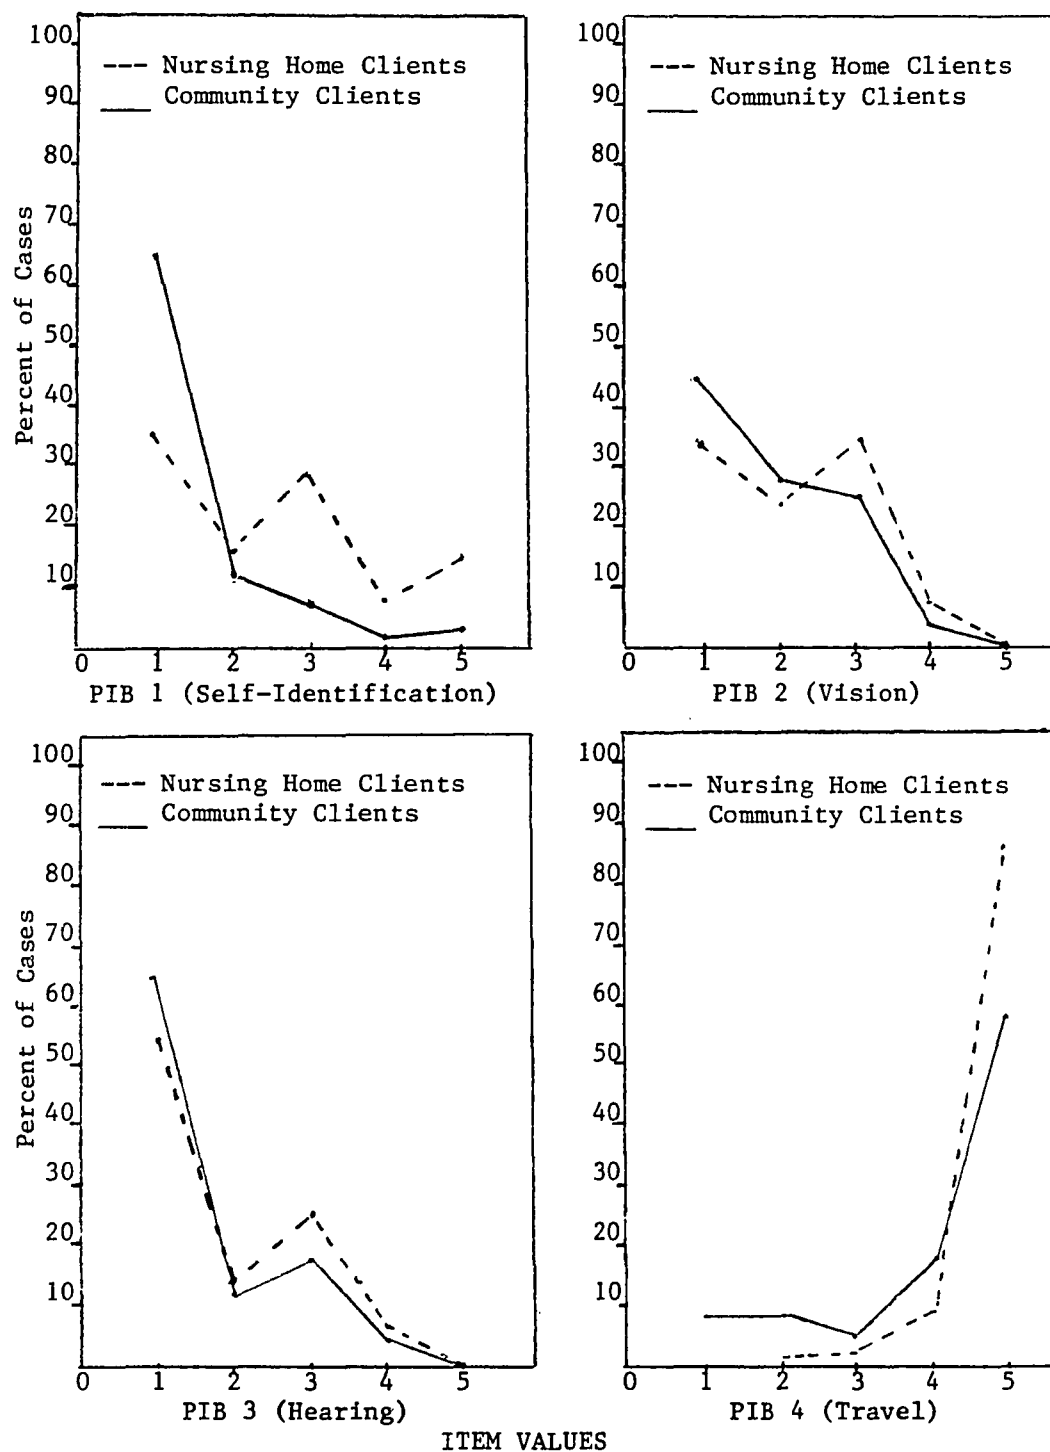 100
90
80
70
60
50
40
30
20
10
Percent of Cases
--- Nursing Home Clients
Community Clients
0 1 2 3 4 5
PIB 1 (Self-Identification)
100
90
80
70
60
50
40
30
20
10
--- Nursing Home Clients
Community Clients
0 1 2 3 4 5
PIB 2 (Vision)
100
90
80
70
60
50
40
30
20
10
Percent of Cases
--- Nursing Home Clients
Community Clients
0 1 2 3 4 5
PIB 3 (Hearing)
100
90
80
70
60
50
40
30
20
10
--- Nursing Home Clients
Community Clients
0 1 2 3 4 5
PIB 4 (Travel)
ITEM VALUES